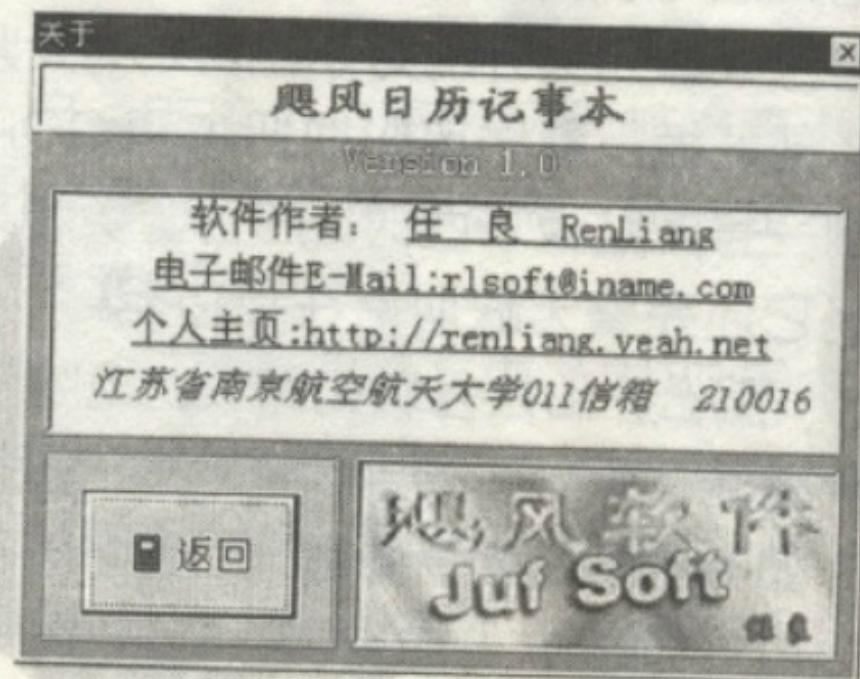 关于
飓风日历记事本
Version 1.0
软件作者： 任 良 RenLiang
电子邮件E-Mail:rlsoft@iname.com
个人主页:http://renliang.yeah.net
江苏省南京航空航天大学011信箱 210016
返回
飓风软件
Juf Soft
任良